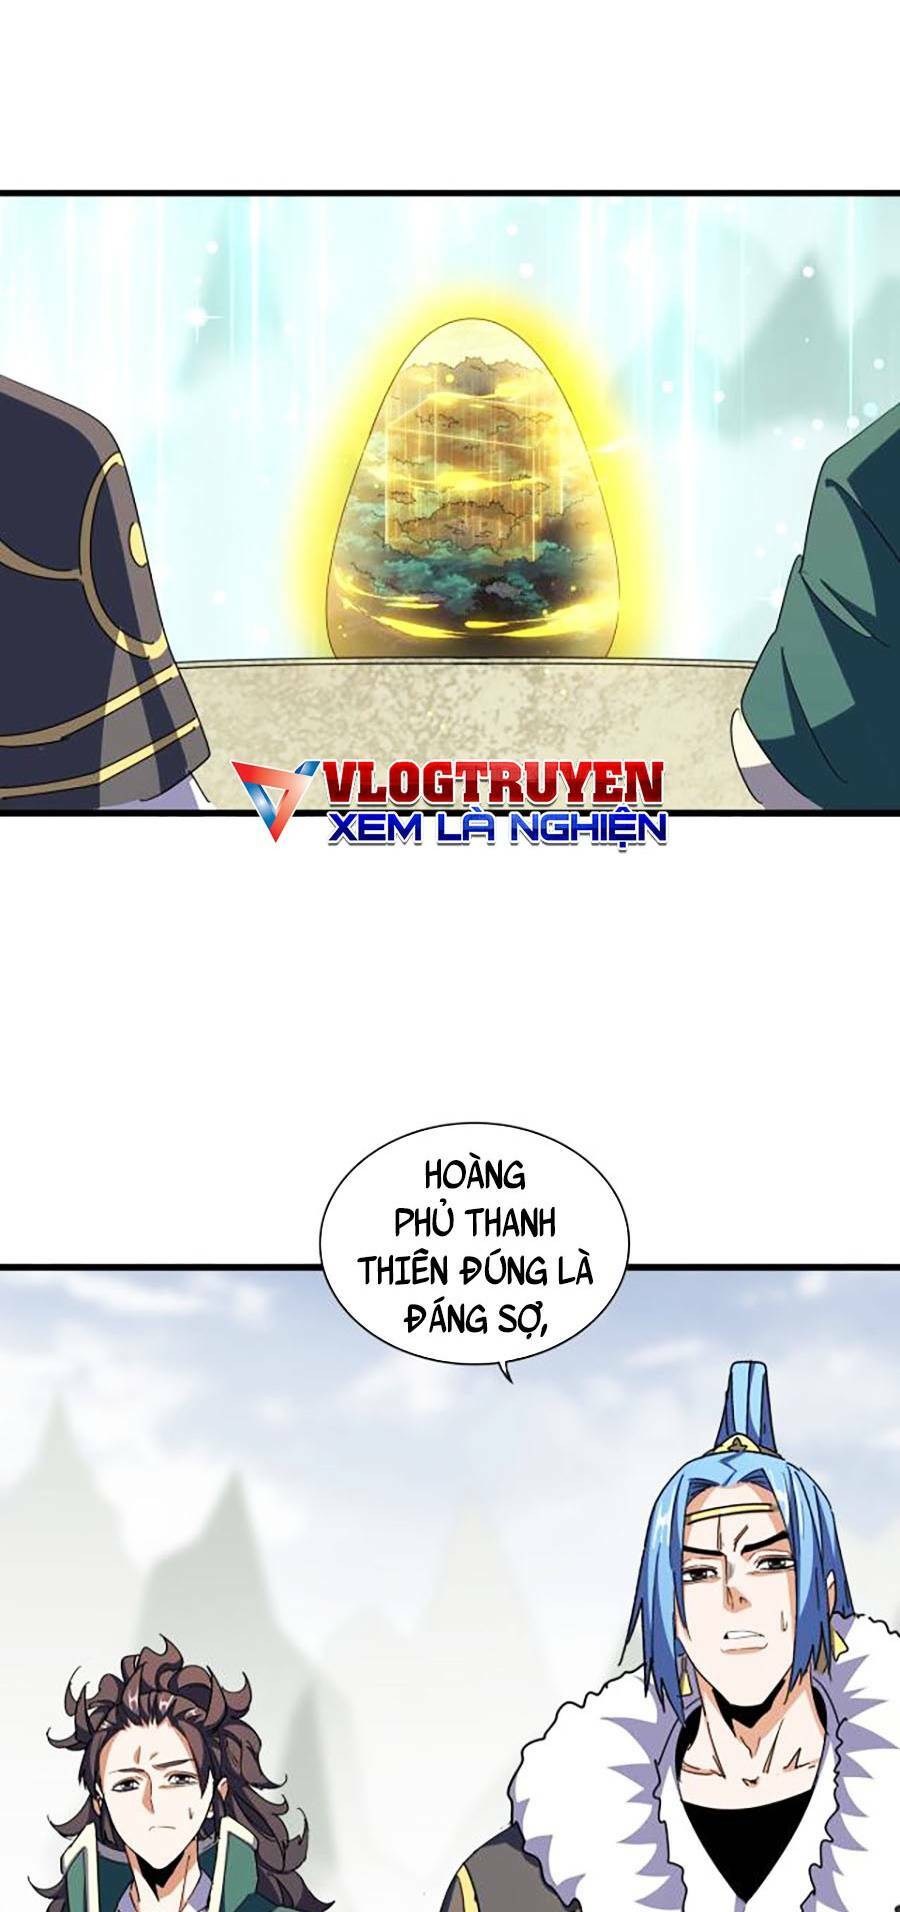 VLOGTRUYEN
XEM LÀ NGHIỆN
HOÀNG
PHỦ THANH
THIÊN ĐÚNG LÀ
ĐÁNG SỢ,